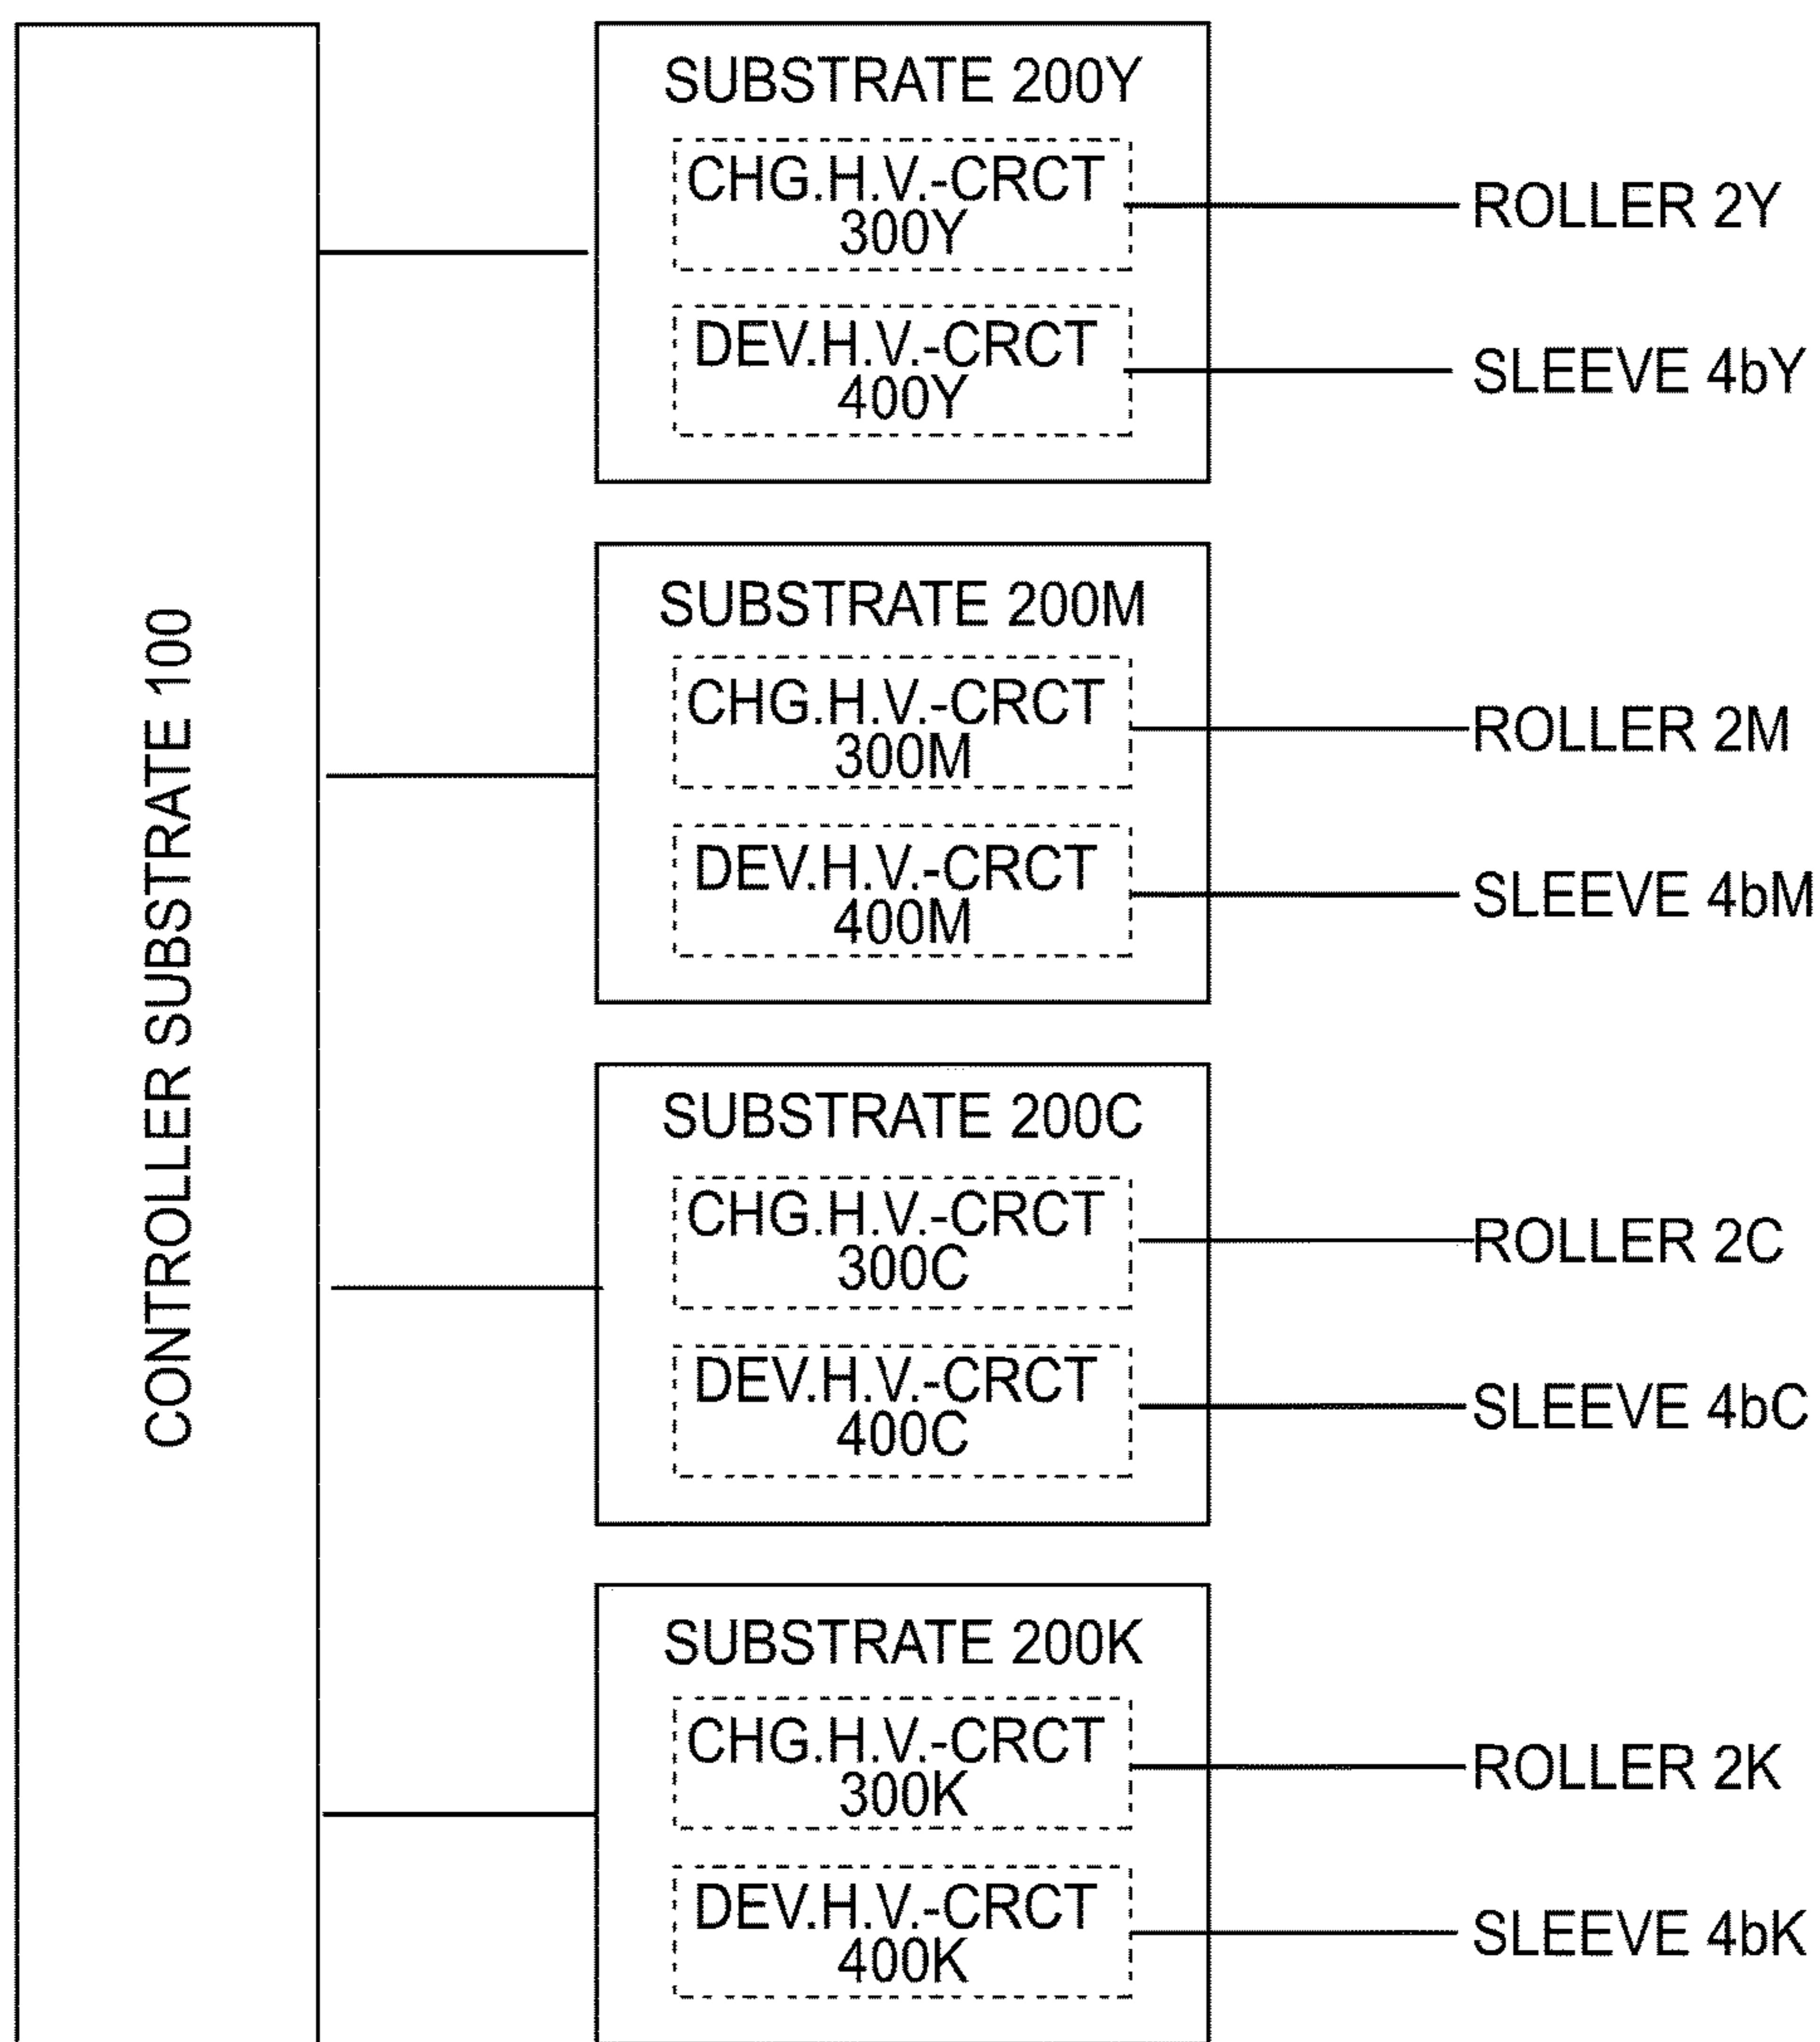 CONTROLLER SUBSTRATE 100
SUBSTRATE 200Y
CHG.H.V.-CRCT
300Y
ROLLER 2Y
DEV.H.V.-CRCT
400Y
SLEEVE 4bY
SUBSTRATE 200M
CHG.H.V.-CRCT
300M
ROLLER 2M
DEV.H.V.-CRCT
400M
SLEEVE 4bM
SUBSTRATE 200C
CHG.H.V.-CRCT
300C
ROLLER 2C
DEV.H.V.-CRCT
400C
SLEEVE 4bC
SUBSTRATE 200K
CHG.H.V.-CRCT
300K
ROLLER 2K
DEV.H.V.-CRCT
400K
SLEEVE 4bK